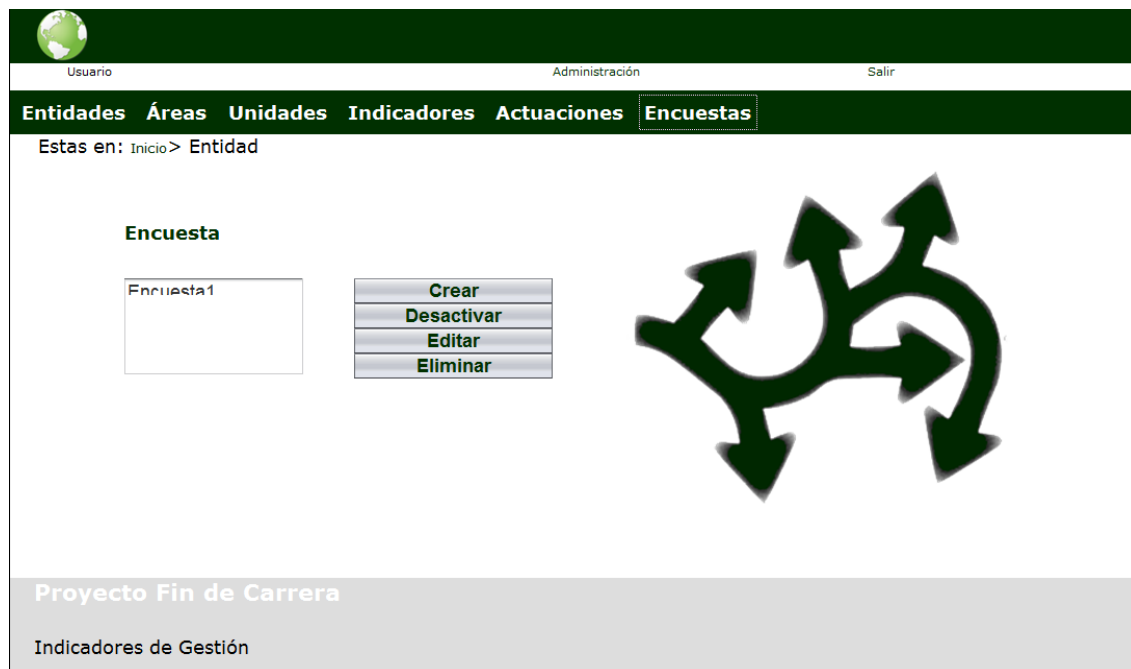 Usuario Administración Salir
Entidades Áreas Unidades Indicadores Actuaciones Encuestas
Estas en: Inicio> Entidad
Encuesta
Encuesta1
Crear
Desactivar
Editar
Eliminar
Proyecto Fin de Carrera
Indicadores de Gestión